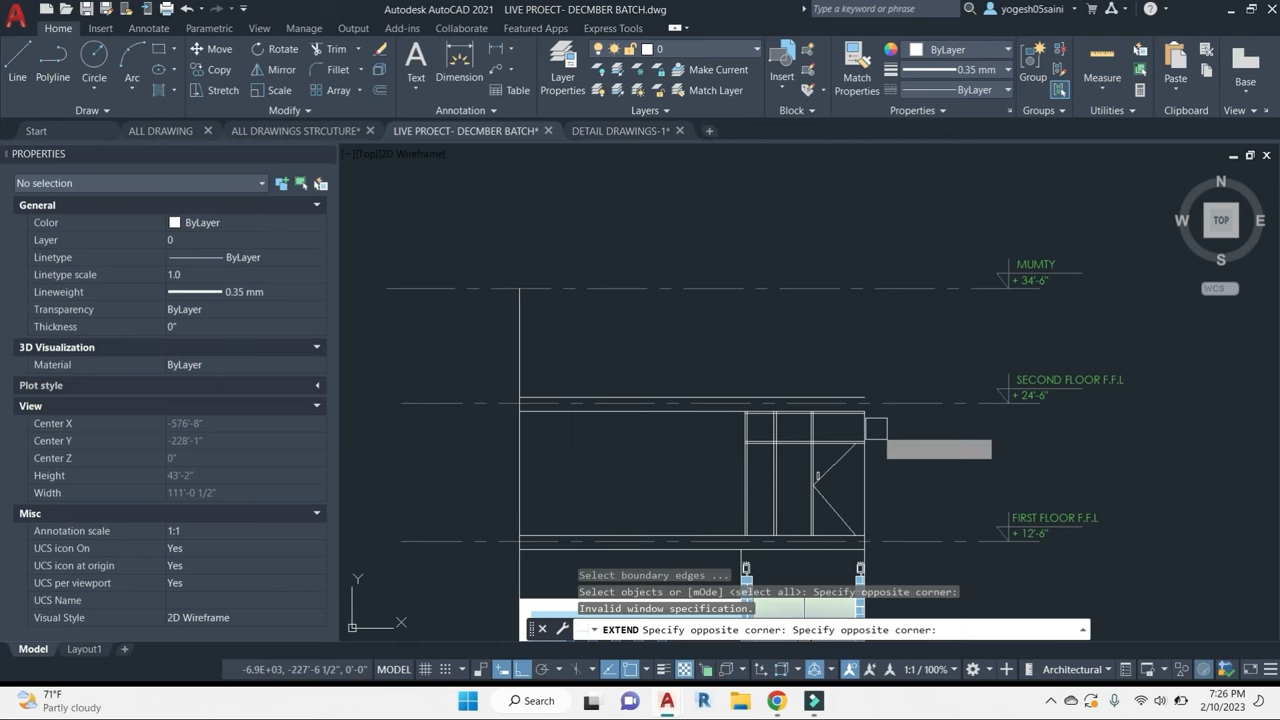 Autodesk AutoCAD 2021 LIVE PROECT- DECMBER BATCH.dwg
Type a keyword or phrase
yogesh05saini
Home Insert Annotate Parametric View Manage Output Add-ins Collaborate Featured Apps Express Tools
Line Polyline Circle Arc
Move Rotate Trim
Copy Mirror Fillet
Stretch Scale Array
Text Dimension Table
Layer Properties
0
Make Current
Match Layer
Insert
Match Properties
ByLayer
0.35 mm
ByLayer
Group
Measure
Paste
Base
Draw Modify Annotation Layers Block Properties Groups Utilities Clipboard View
Start ALL DRAWING ALL DRAWINGS STRCUTURE* LIVE PROECT- DECMBER BATCH* DETAIL DRAWINGS-1*
PROPERTIES
[−][Top][2D Wireframe]
No selection
General
Color ByLayer
Layer 0
Linetype ByLayer
Linetype scale 1.0
Lineweight 0.35 mm
Transparency ByLayer
Thickness 0"
3D Visualization
Material ByLayer
Plot style
View
Center X -576'-8"
Center Y -228'-1"
Center Z 0"
Height 43'-2"
Width 111'-0 1/2"
Misc
Annotation scale 1:1
UCS icon On Yes
UCS icon at origin Yes
UCS per viewport Yes
UCS Name
Visual Style 2D Wireframe
N
W TOP E
S
WCS
MUMTY
+ 34'-6"
SECOND FLOOR F.F.L
+ 24'-6"
FIRST FLOOR F.F.L
+ 12'-6"
Y
X
Select boundary edges ...
Select objects or [mOde] <select all>: Specify opposite corner:
Invalid window specification.
EXTEND Specify opposite corner: Specify opposite corner:
Model Layout1
-6.9E+03, -227'-6 1/2", 0'-0" MODEL
1:1 / 100%
Architectural
71°F
Partly cloudy
Search
7:26 PM
2/10/2023